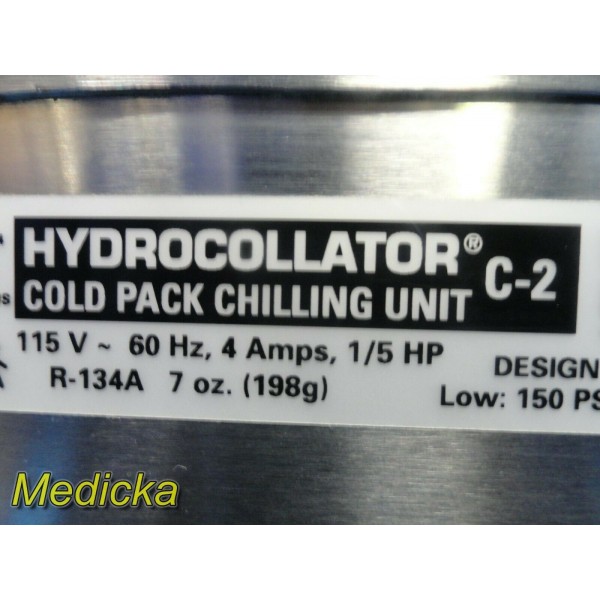 HYDROCOLLATOR® C-2
COLD PACK CHILLING UNIT
115 V ~ 60 Hz, 4 Amps, 1/5 HP
R-134A 7 oz. (198g)
DESIGN
Low: 150 PS
Medicka